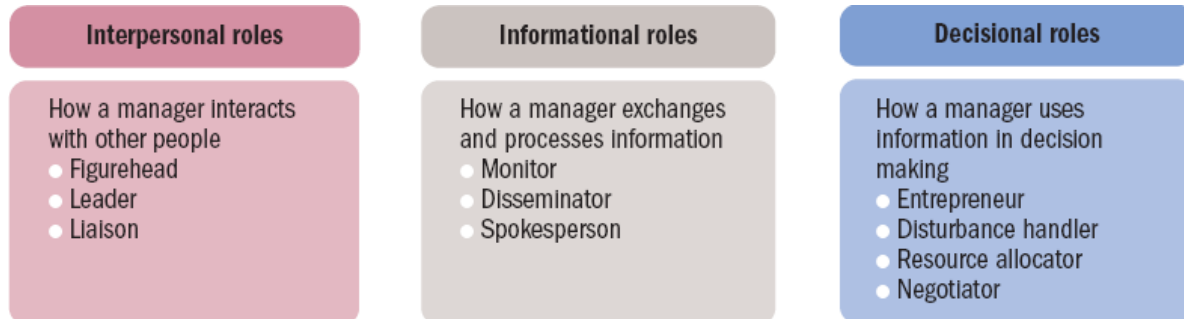 Interpersonal roles
How a manager interacts
with other people
Figurehead
Leader
Liaison
Informational roles
How a manager exchanges
and processes information
Monitor
Disseminator
Spokesperson
Decisional roles
How a manager uses
information in decision
making
Entrepreneur
Disturbance handler
Resource allocator
Negotiator